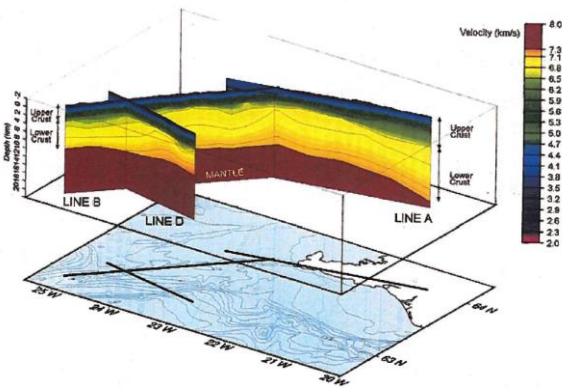 Velocity (km/s)
8.0
7.3
7.1
6.8
6.5
6.2
5.9
5.6
5.3
5.0
4.7
4.4
4.1
3.8
3.5
3.2
2.9
2.6
2.3
2.0
Depth (km)
Upper Crust
Lower Crust
Upper Crust
Lower Crust
MANTLE
LINE B
LINE D
LINE A
25 W
24 W
23 W
22 W
21 W
20 W
63 N
64 N